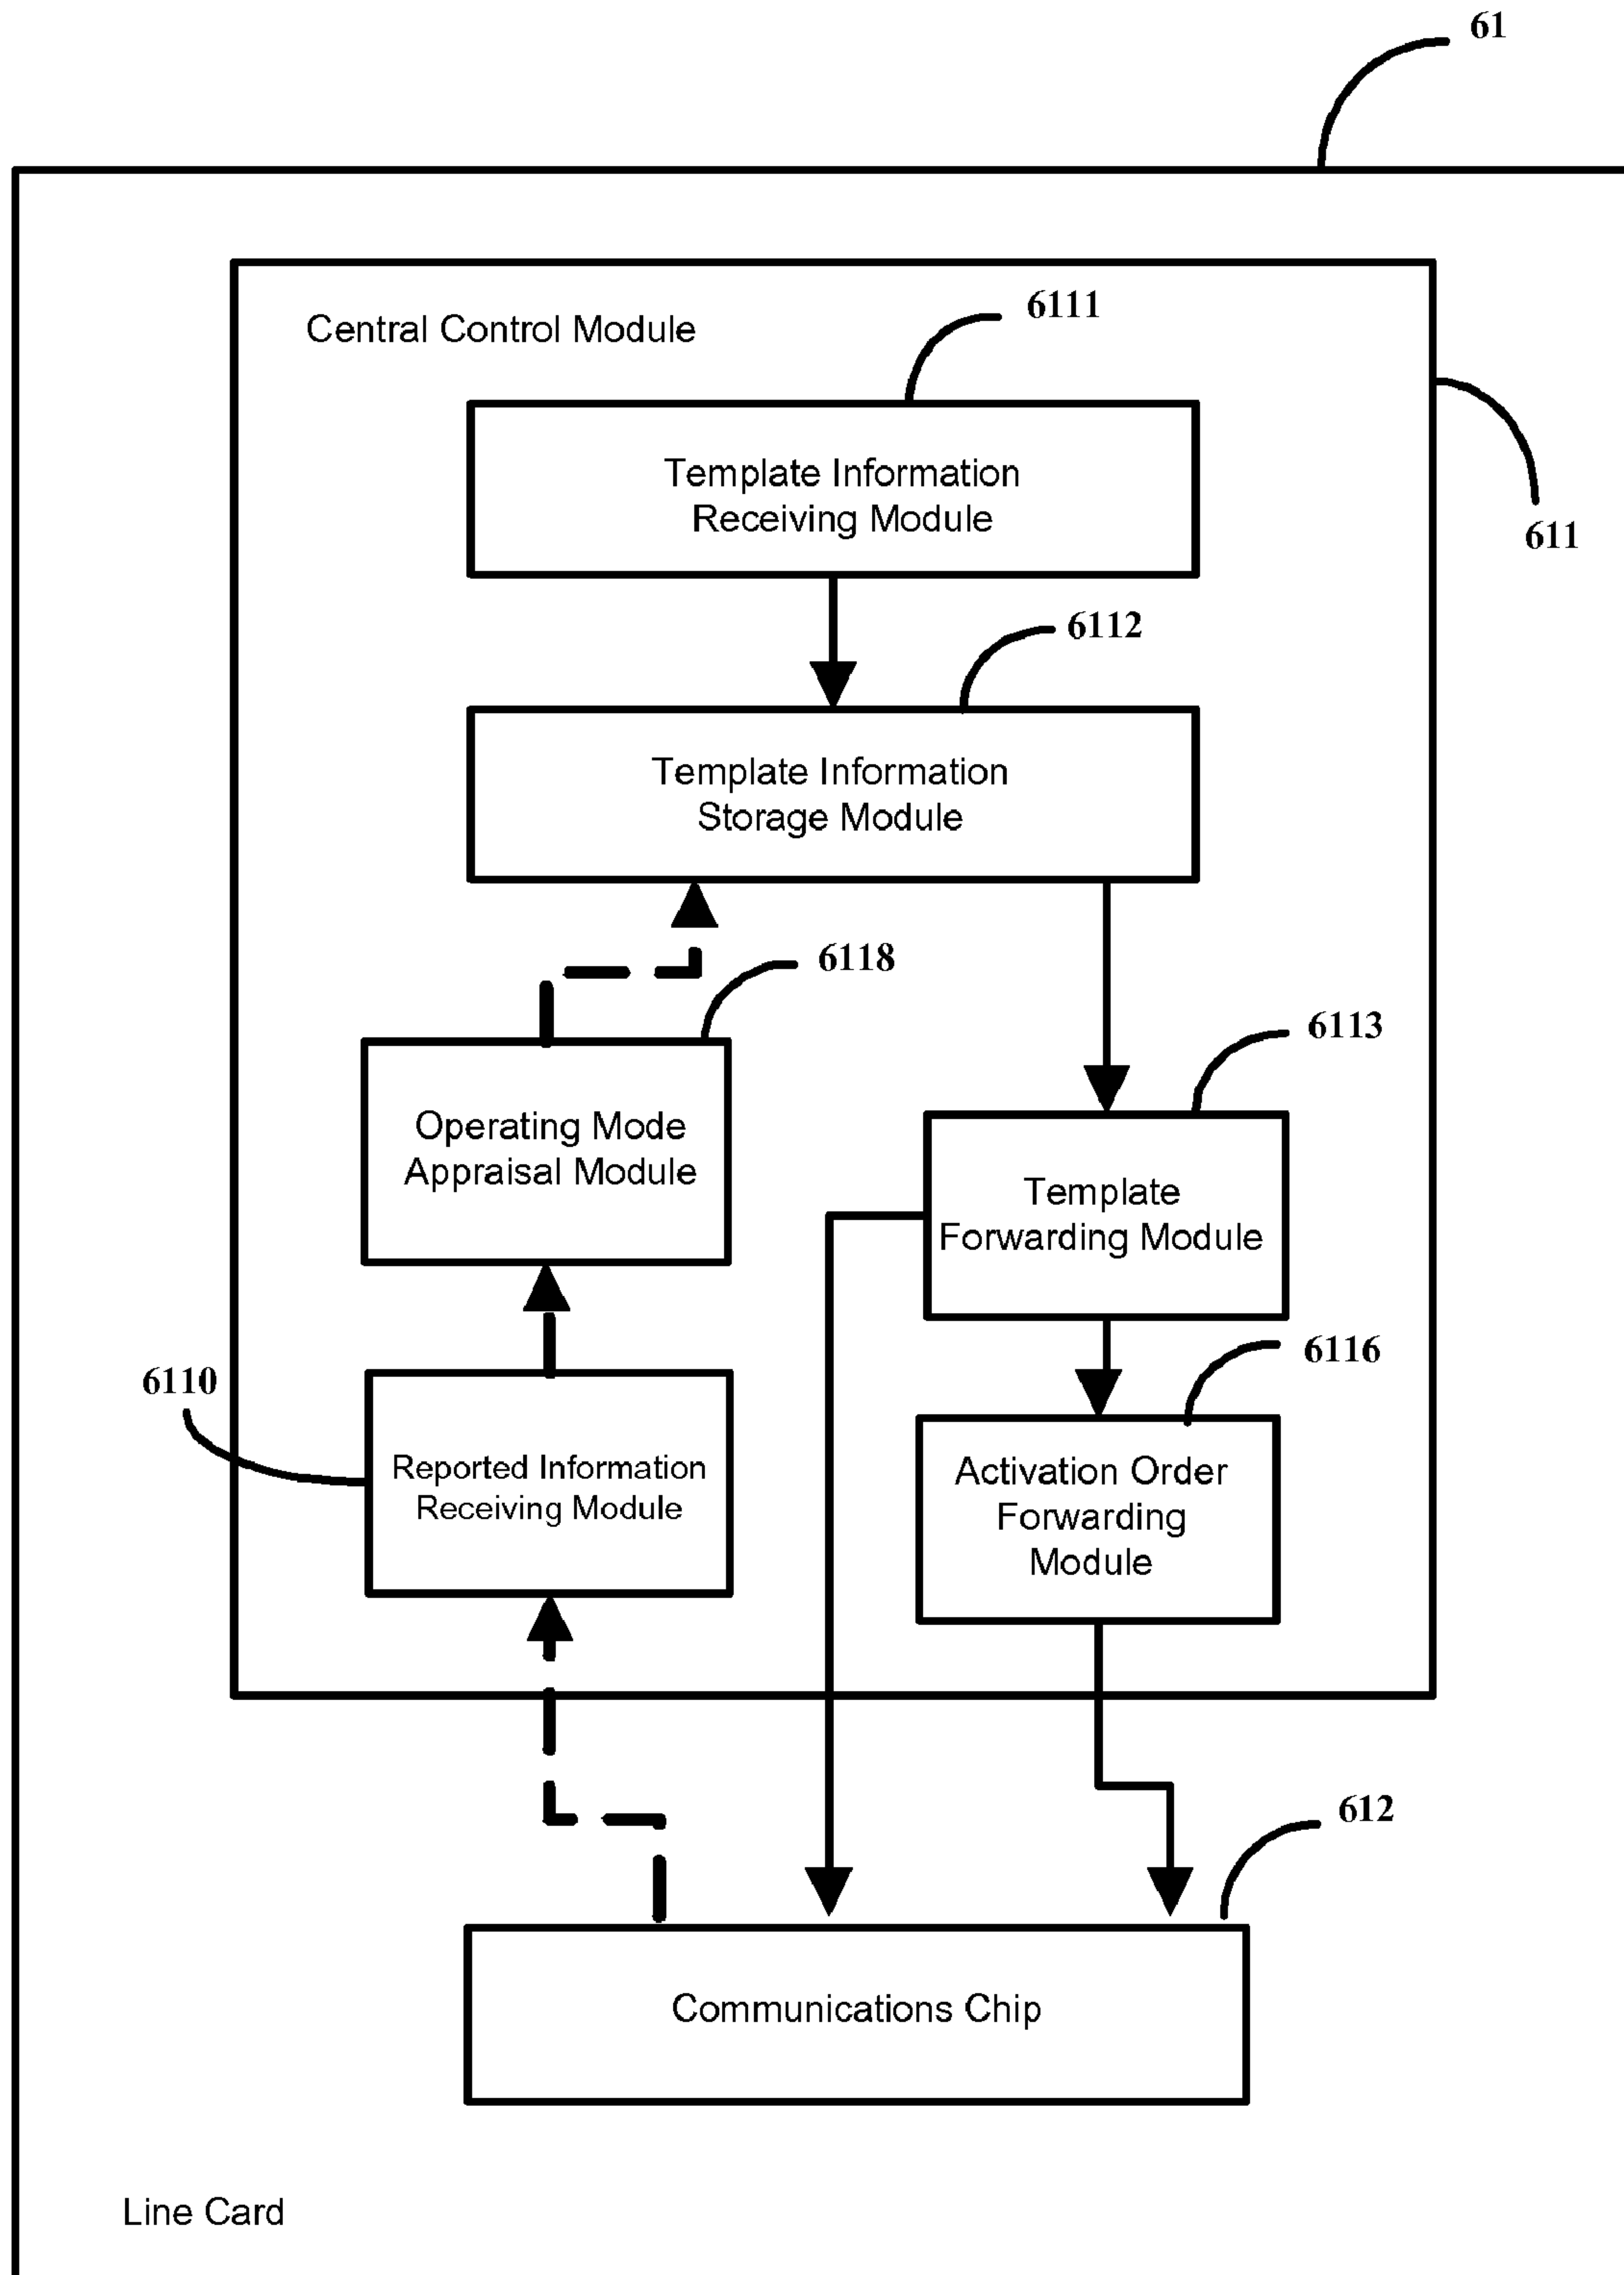 61
Central Control Module
6111
Template Information
Receiving Module
611
6112
Template Information
Storage Module
6118
6113
Operating Mode
Appraisal Module
Template
Forwarding Module
6116
6110
Reported Information
Receiving Module
Activation Order
Forwarding
Module
612
Communications Chip
Line Card